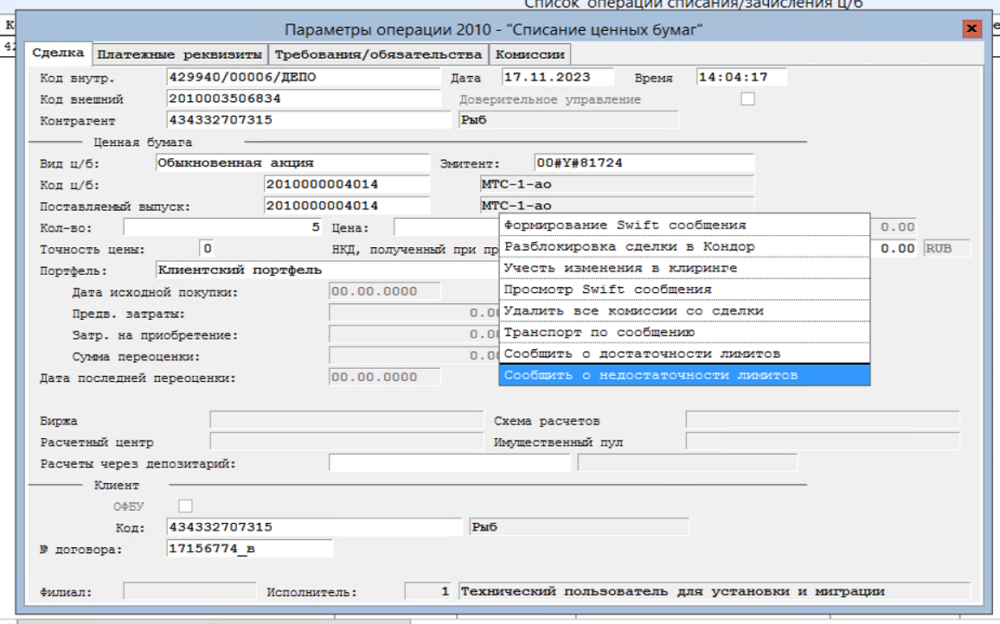 Список операций списания/зачисления ц/б
Параметры операции 2010 - "Списание ценных бумаг"
Сделка Платежные реквизиты Требования/обязательства Комиссии
Код внутр. 429940/00006/ДЕПО Дата 17.11.2023 Время 14:04:17
Код внешний 2010003506834 Доверительное управление
Контрагент 434332707315 Рыб
Ценная бумага
Вид ц/б: Обыкновенная акция Эмитент: 00#Y#81724
Код ц/б: 2010000004014 МТС-1-ао
Поставляемый выпуск: 2010000004014 МТС-1-ао
Кол-во: 5 Цена: 0.00
Точность цены: 0 НКД, полученный при пр 0.00 RUB
Портфель: Клиентский портфель
Дата исходной покупки: 00.00.0000
Предв. затраты: 0.00
Затр. на приобретение: 0.00
Сумма переоценки: 0.00
Дата последней переоценки: 00.00.0000
Формирование Swift сообщения
Разблокировка сделки в Кондор
Учесть изменения в клиринге
Просмотр Swift сообщения
Удалить все комиссии со сделки
Транспорт по сообщению
Сообщить о достаточности лимитов
Сообщить о недостаточности лимитов
Биржа Схема расчетов
Расчетный центр Имущественный пул
Расчеты через депозитарий:
Клиент
ОФБУ
Код: 434332707315 Рыб
№ договора: 17156774_в
Филиал: Исполнитель: 1 Технический пользователь для установки и миграции